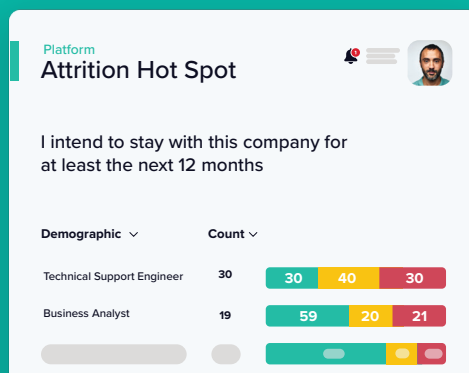 Platform
Attrition Hot Spot
1
I intend to stay with this company for
at least the next 12 months
Demographic Count
Technical Support Engineer 30 30 40 30
Business Analyst 19 59 20 21